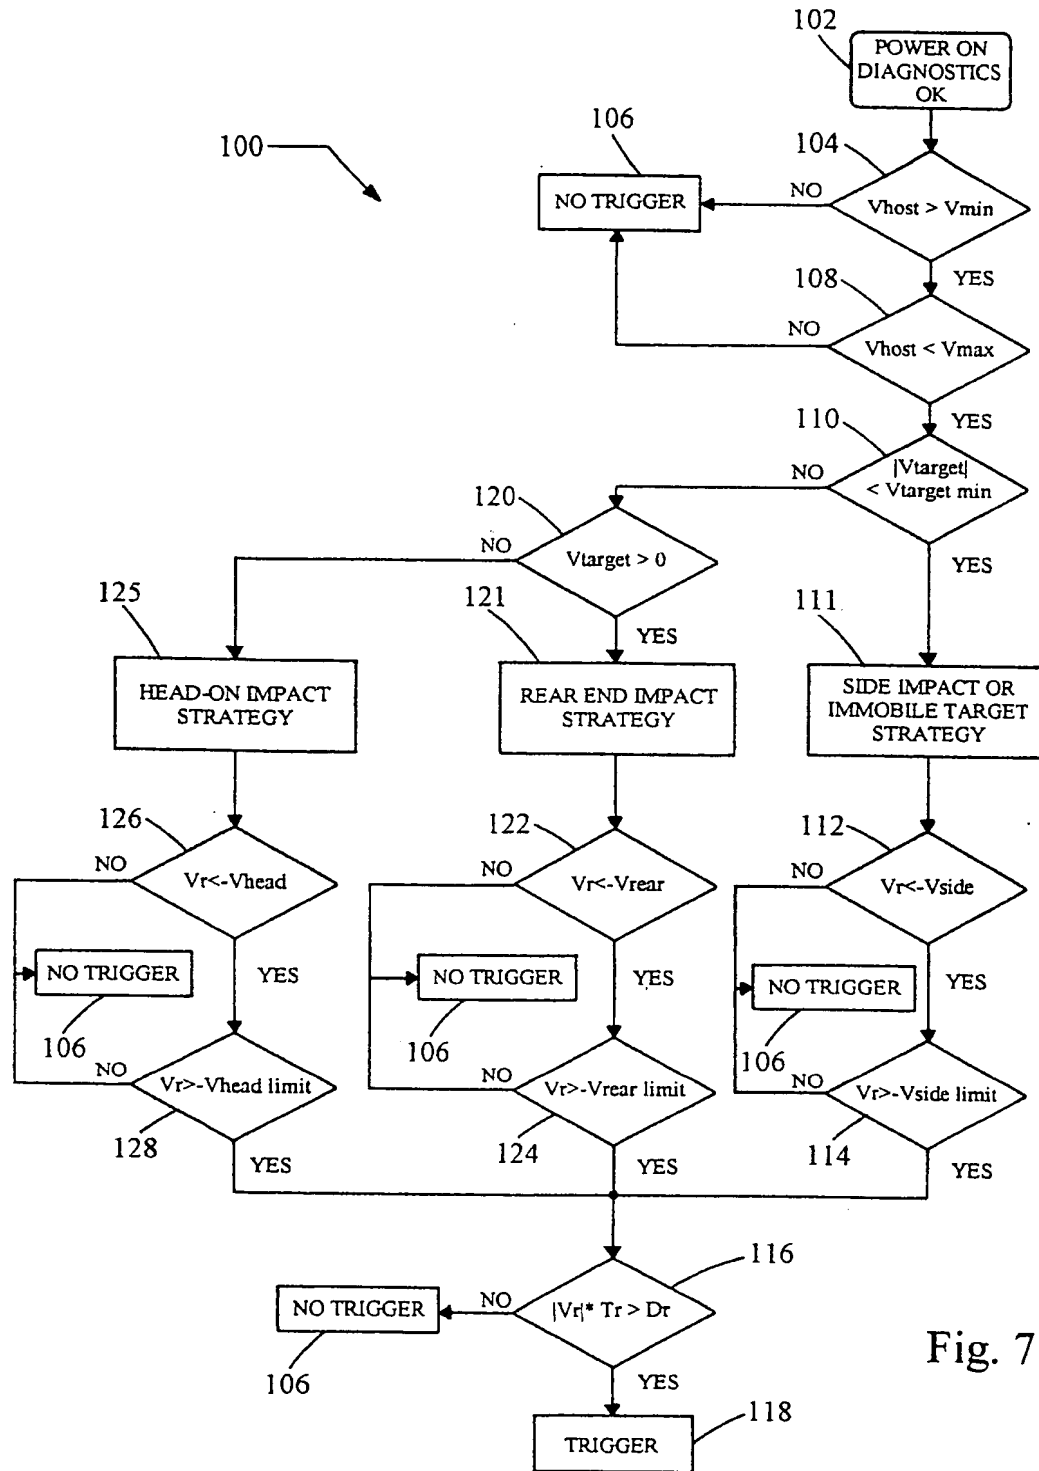 102
POWER ON
DIAGNOSTICS
OK
100
106
NO TRIGGER
104
NO
Vhost > Vmin
YES
108
NO
Vhost < Vmax
YES
110
NO
|Vtarget|
< Vtarget min
YES
120
NO
Vtarget > 0
YES
125
HEAD-ON IMPACT
STRATEGY
121
REAR END IMPACT
STRATEGY
111
SIDE IMPACT OR
IMMOBILE TARGET
STRATEGY
126
NO
Vr<-Vhead
YES
NO TRIGGER
106
NO
Vr>-Vhead limit
128
YES
122
NO
Vr<-Vrear
YES
NO TRIGGER
106
NO
Vr>-Vrear limit
124
YES
112
NO
Vr<-Vside
YES
NO TRIGGER
106
NO
Vr>-Vside limit
114
YES
116
NO TRIGGER
NO
|Vr|* Tr > Dr
106
YES
118
TRIGGER
Fig. 7